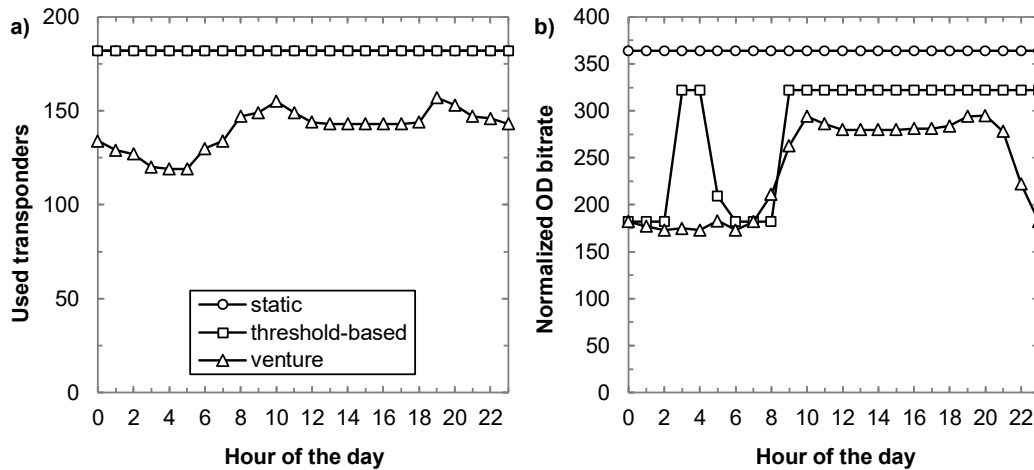 a)
200
150
100
50
0
Used transponders
0 2 4 6 8 10 12 14 16 18 20 22
Hour of the day
static
threshold-based
venture
b)
400
350
300
250
200
150
100
50
0
Normalized OD bitrate
0 2 4 6 8 10 12 14 16 18 20 22
Hour of the day